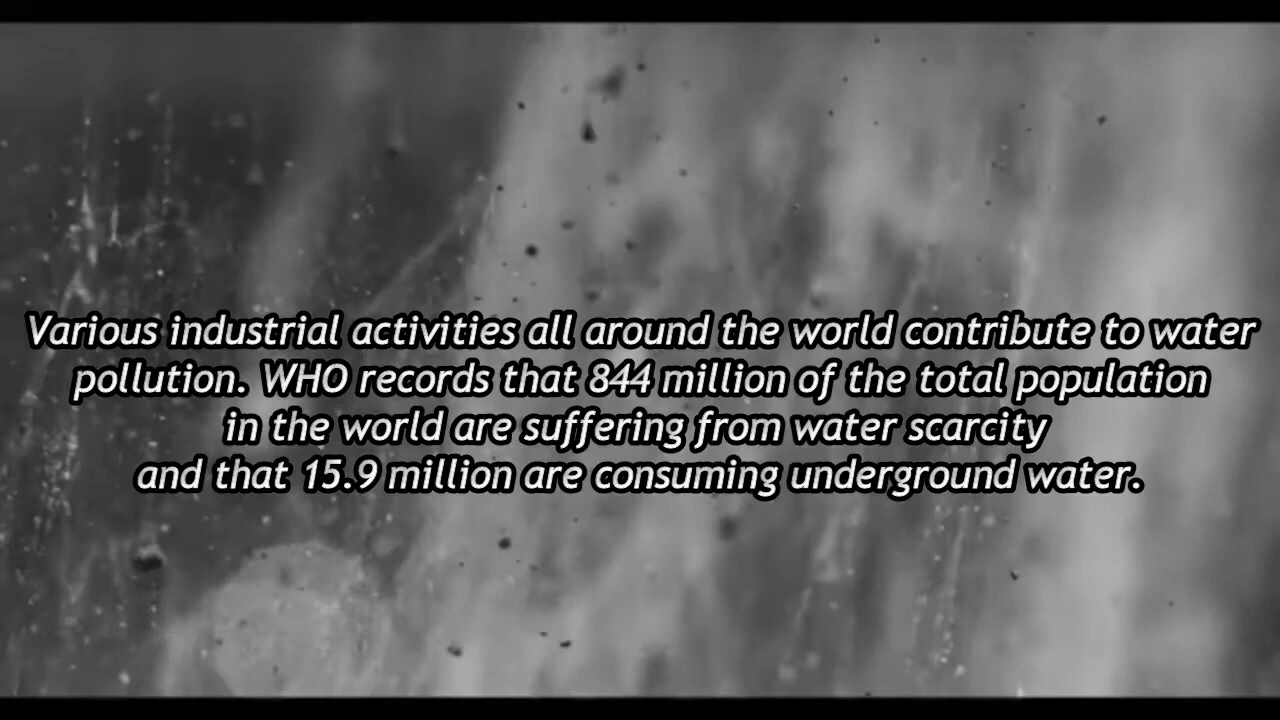 Various industrial activities all around the world contribute to water
pollution. WHO records that 844 million of the total population
in the world are suffering from water scarcity
and that 15.9 million are consuming underground water.